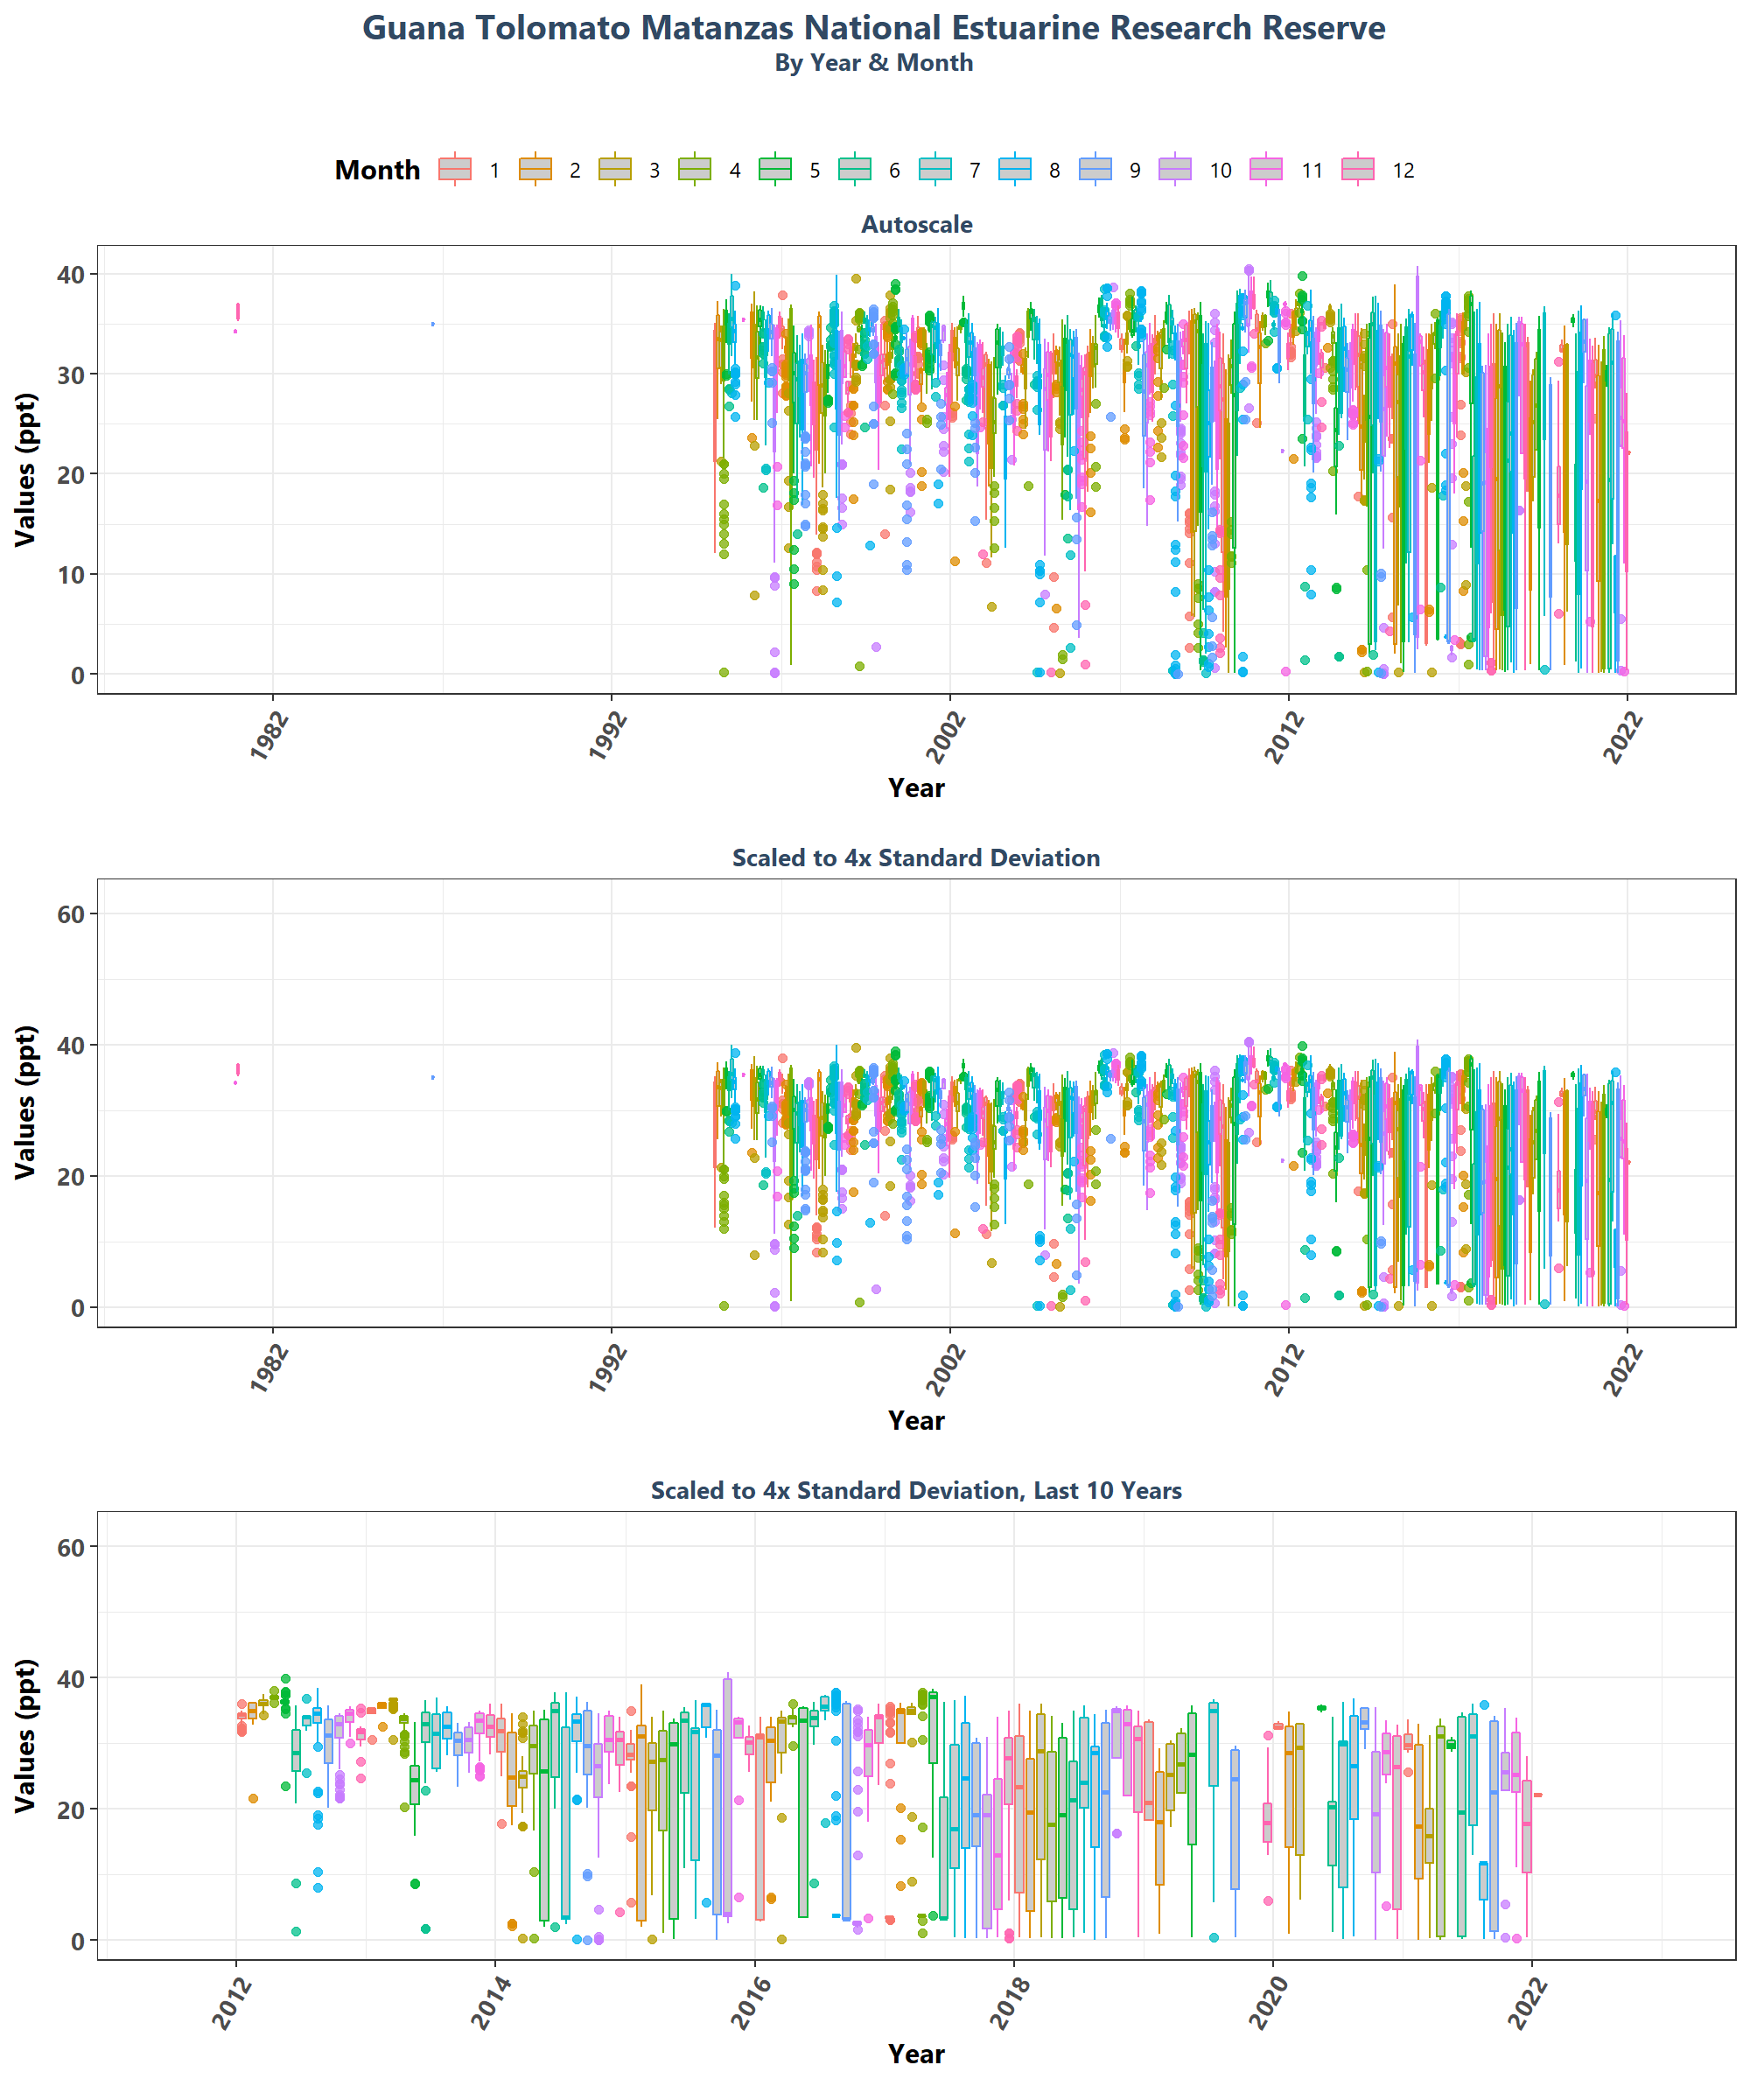 Guana Tolomato Matanzas National Estuarine Research Reserve
By Year & Month
Month 1 2 3 4 5 6 7 8 9 10 11 12
Autoscale
Values (ppt)
40
30
20
10
0
1982 1992 2002 2012 2022
Year
Scaled to 4x Standard Deviation
Values (ppt)
60
40
20
0
1982 1992 2002 2012 2022
Year
Scaled to 4x Standard Deviation, Last 10 Years
Values (ppt)
60
40
20
0
2012 2014 2016 2018 2020 2022
Year